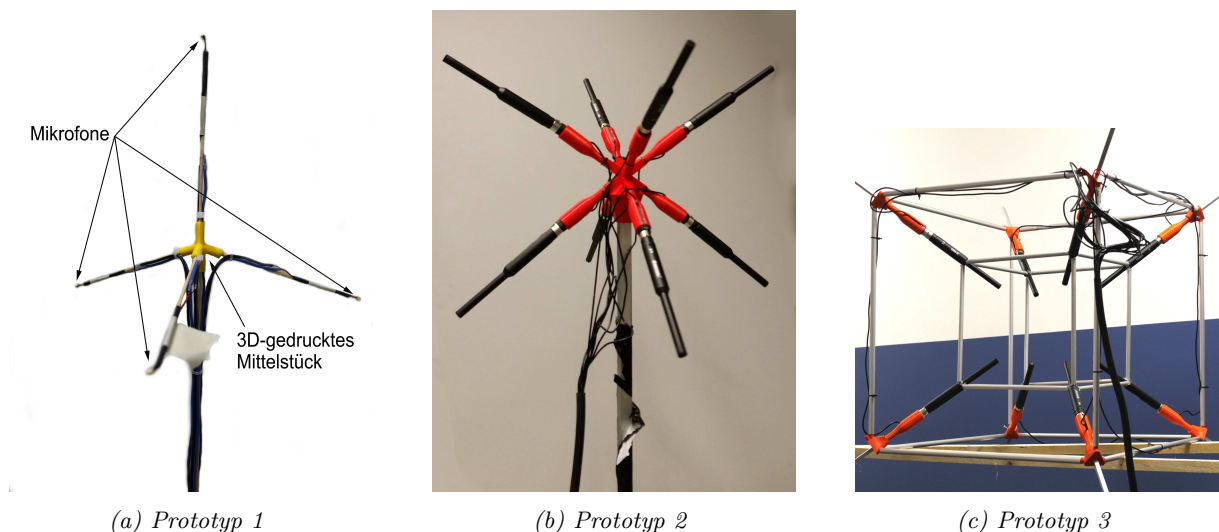 Mikrofone
3D-gedrucktes
Mittelstück
(a) Prototyp 1
(b) Prototyp 2
(c) Prototyp 3